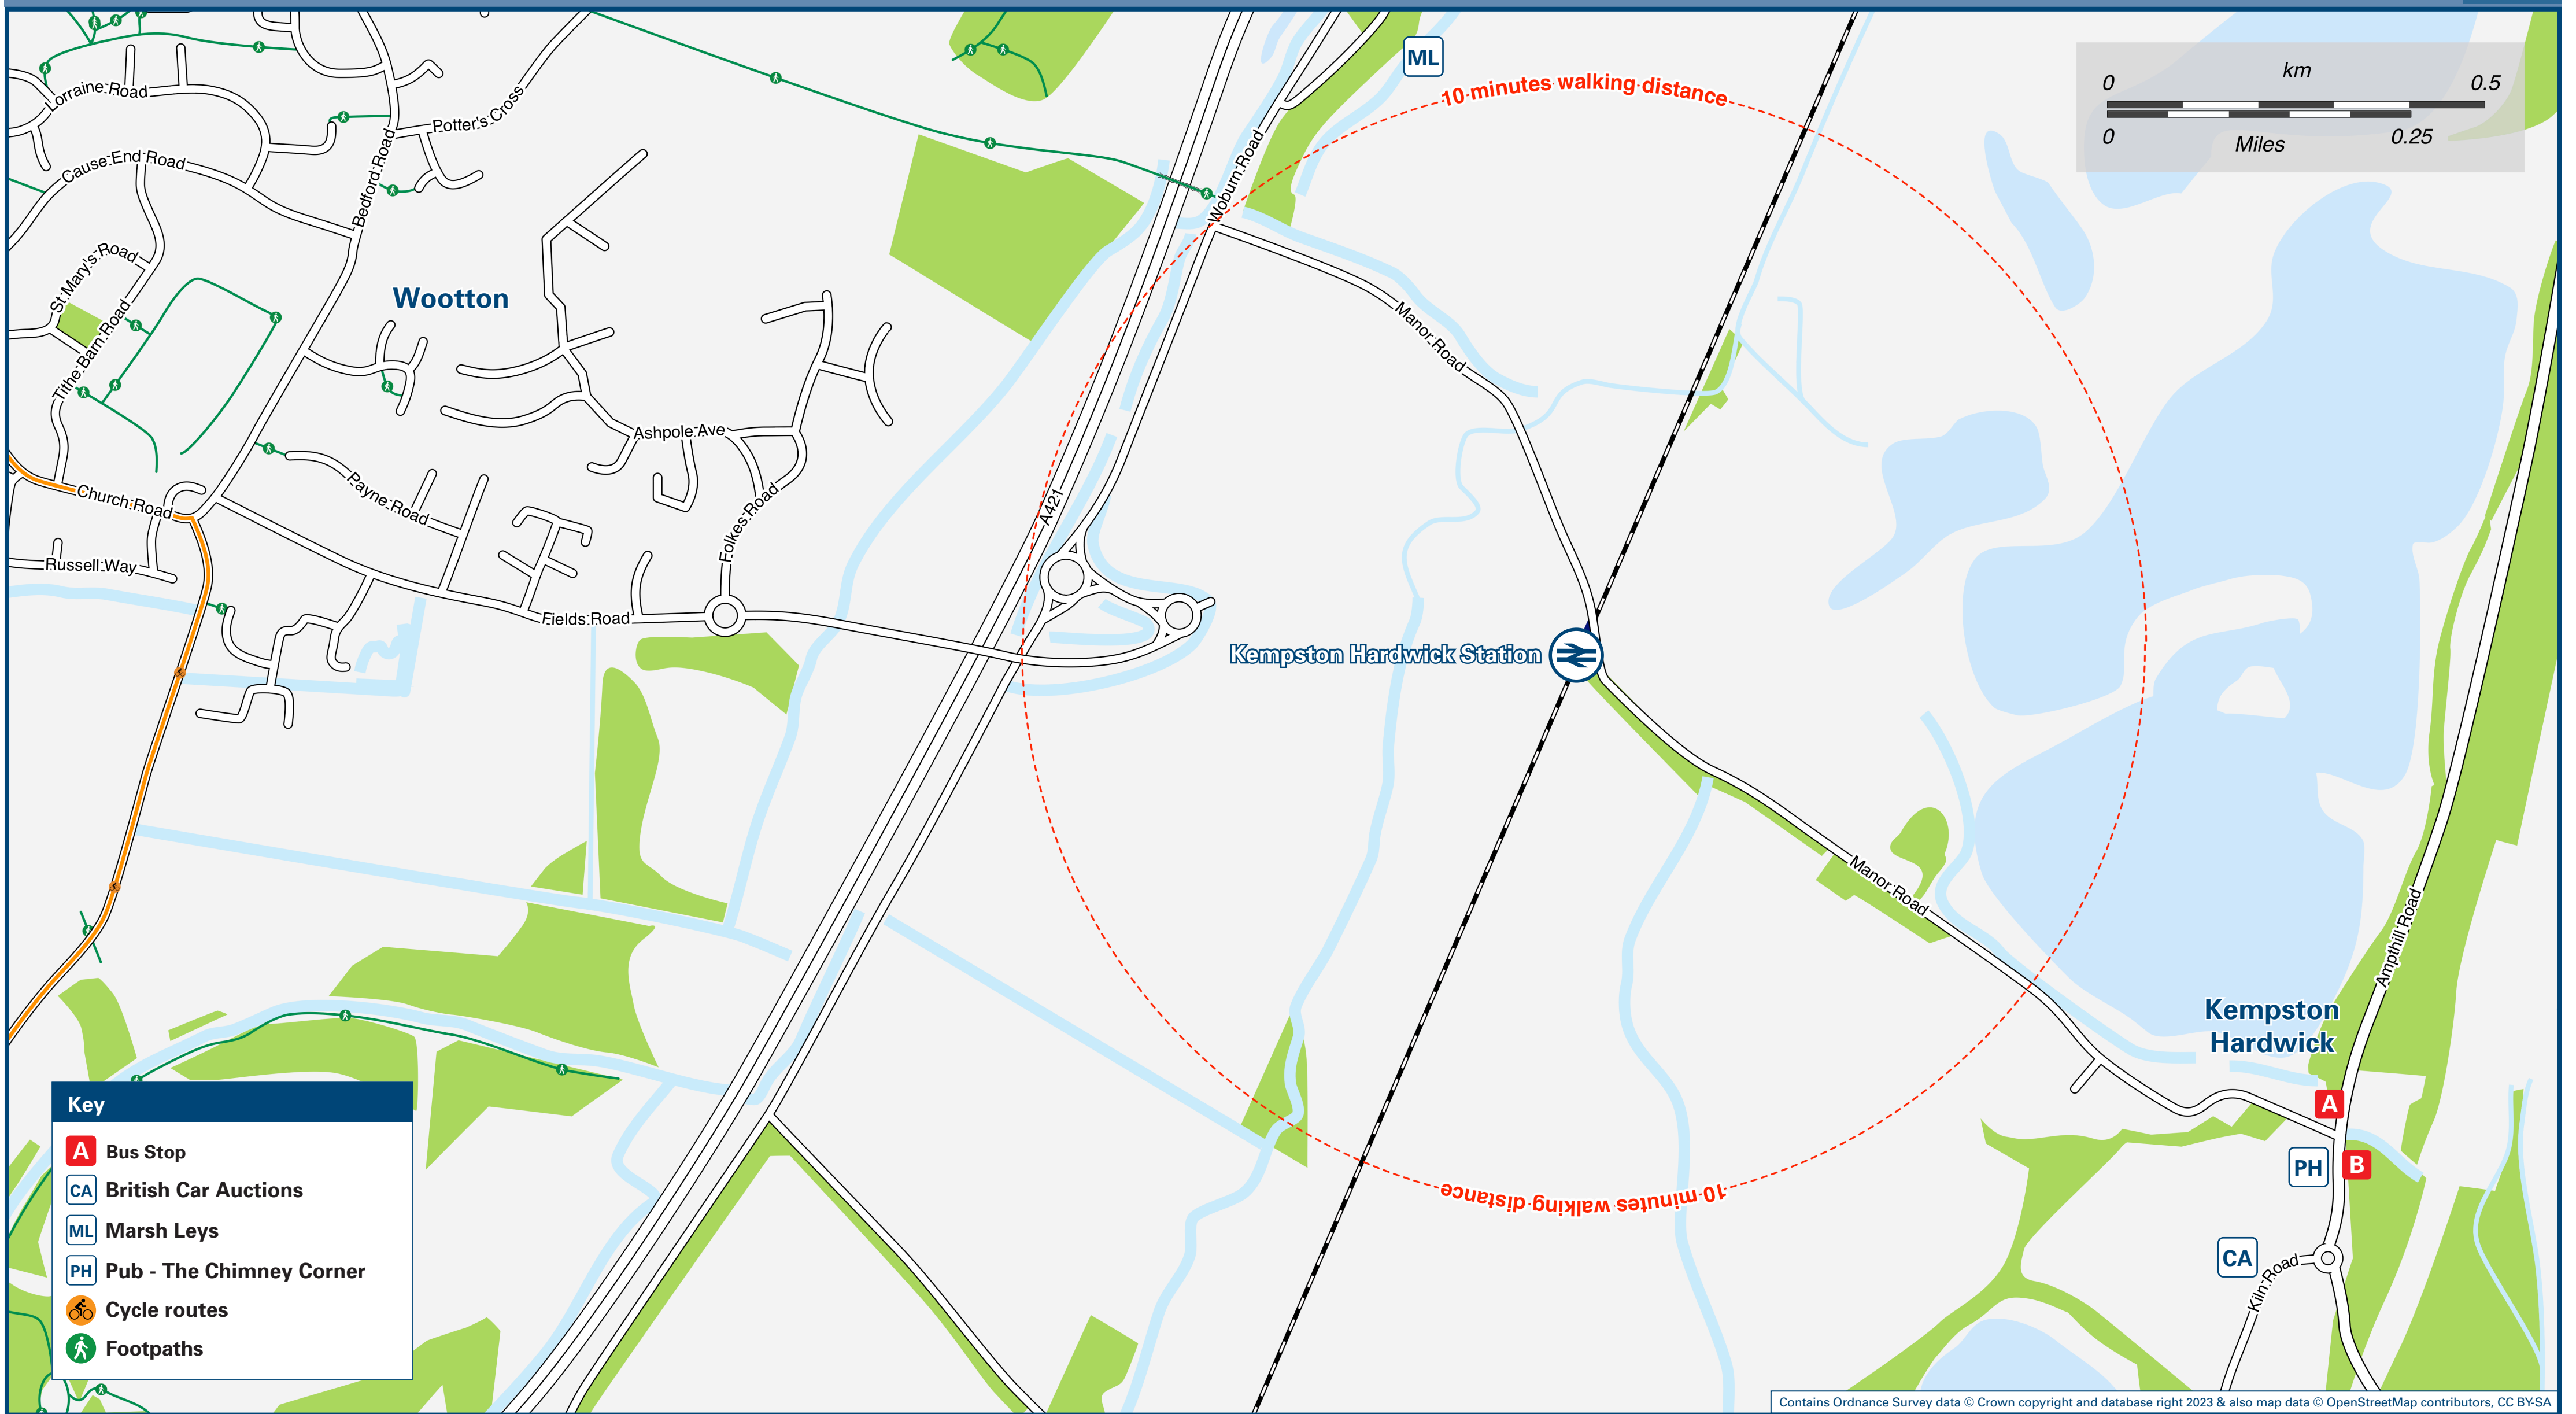 ML
10 minutes walking distance
km
0 0.5
0 0.25
Miles
Lorraine Road
Potter's Cross
Cause End Road
Bedford Road
Woburn Road
St Mary's Road
Wootton
Tithe Barn Road
Manor Road
Ashpole Ave
Church Road
Payne Road
Folkes Road
A421
Russell Way
Fields Road
Kempston Hardwick Station
Manor Road
Ampthill Road
Kempston
Hardwick
A
PH
B
10 minutes walking distance
CA
Kiln Road
Key
A Bus Stop
CA British Car Auctions
ML Marsh Leys
PH Pub - The Chimney Corner
Cycle routes
Footpaths
Contains Ordnance Survey data © Crown copyright and database right 2023 & also map data © OpenStreetMap contributors, CC BY-SA